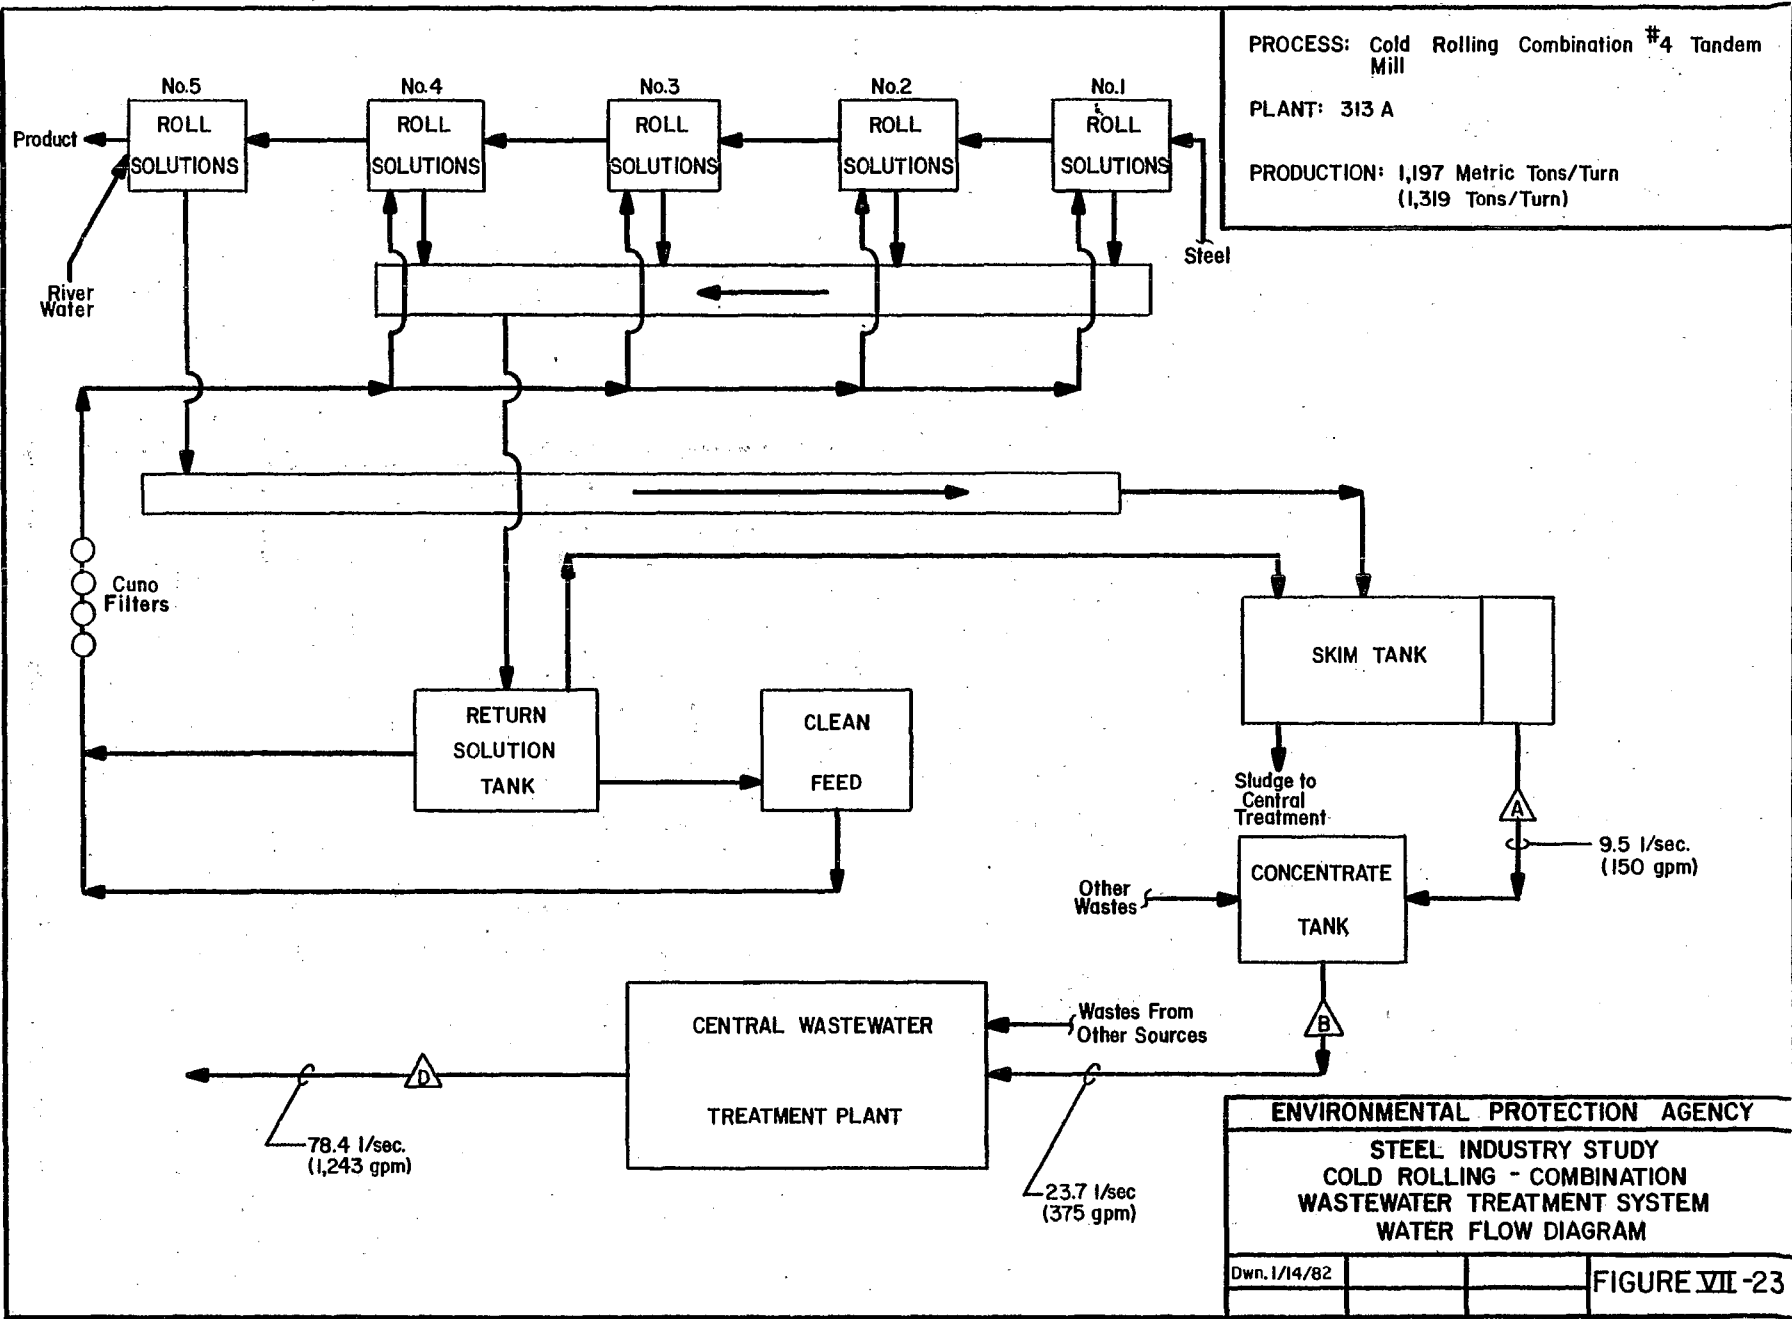 PROCESS: Cold Rolling Combination #4 Tandem
Mill
PLANT: 313 A
PRODUCTION: 1,197 Metric Tons/Turn
(1,319 Tons/Turn)
No.5
No.4
No.3
No.2
No.1
Product
ROLL
SOLUTIONS
ROLL
SOLUTIONS
ROLL
SOLUTIONS
ROLL
SOLUTIONS
ROLL
SOLUTIONS
Steel
River
Water
Cuno
Filters
SKIM TANK
RETURN
SOLUTION
TANK
CLEAN
FEED
Sludge to
Central
Treatment
A
9.5 l/sec.
(150 gpm)
CONCENTRATE
TANK
Other
Wastes
B
Wastes From
Other Sources
CENTRAL WASTEWATER
TREATMENT PLANT
D
78.4 l/sec.
(1,243 gpm)
23.7 l/sec
(375 gpm)
ENVIRONMENTAL PROTECTION AGENCY
STEEL INDUSTRY STUDY
COLD ROLLING - COMBINATION
WASTEWATER TREATMENT SYSTEM
WATER FLOW DIAGRAM
Dwn. 1/14/82
FIGURE VII-23